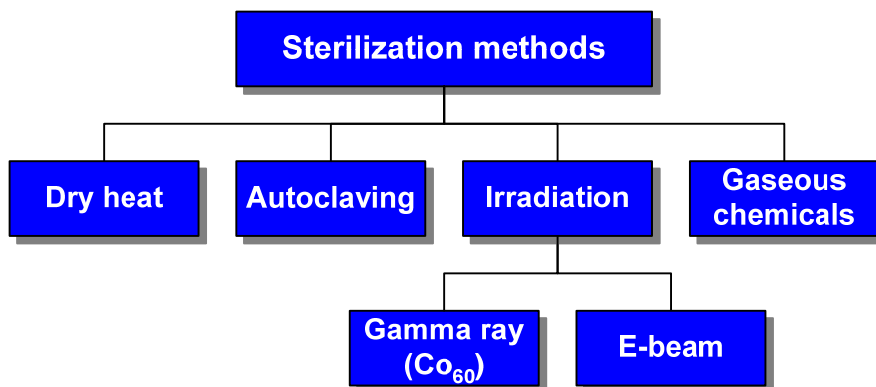 Sterilization methods
Dry heat
Autoclaving
Irradiation
Gaseous
chemicals
Gamma ray
(Co₆₀)
E-beam